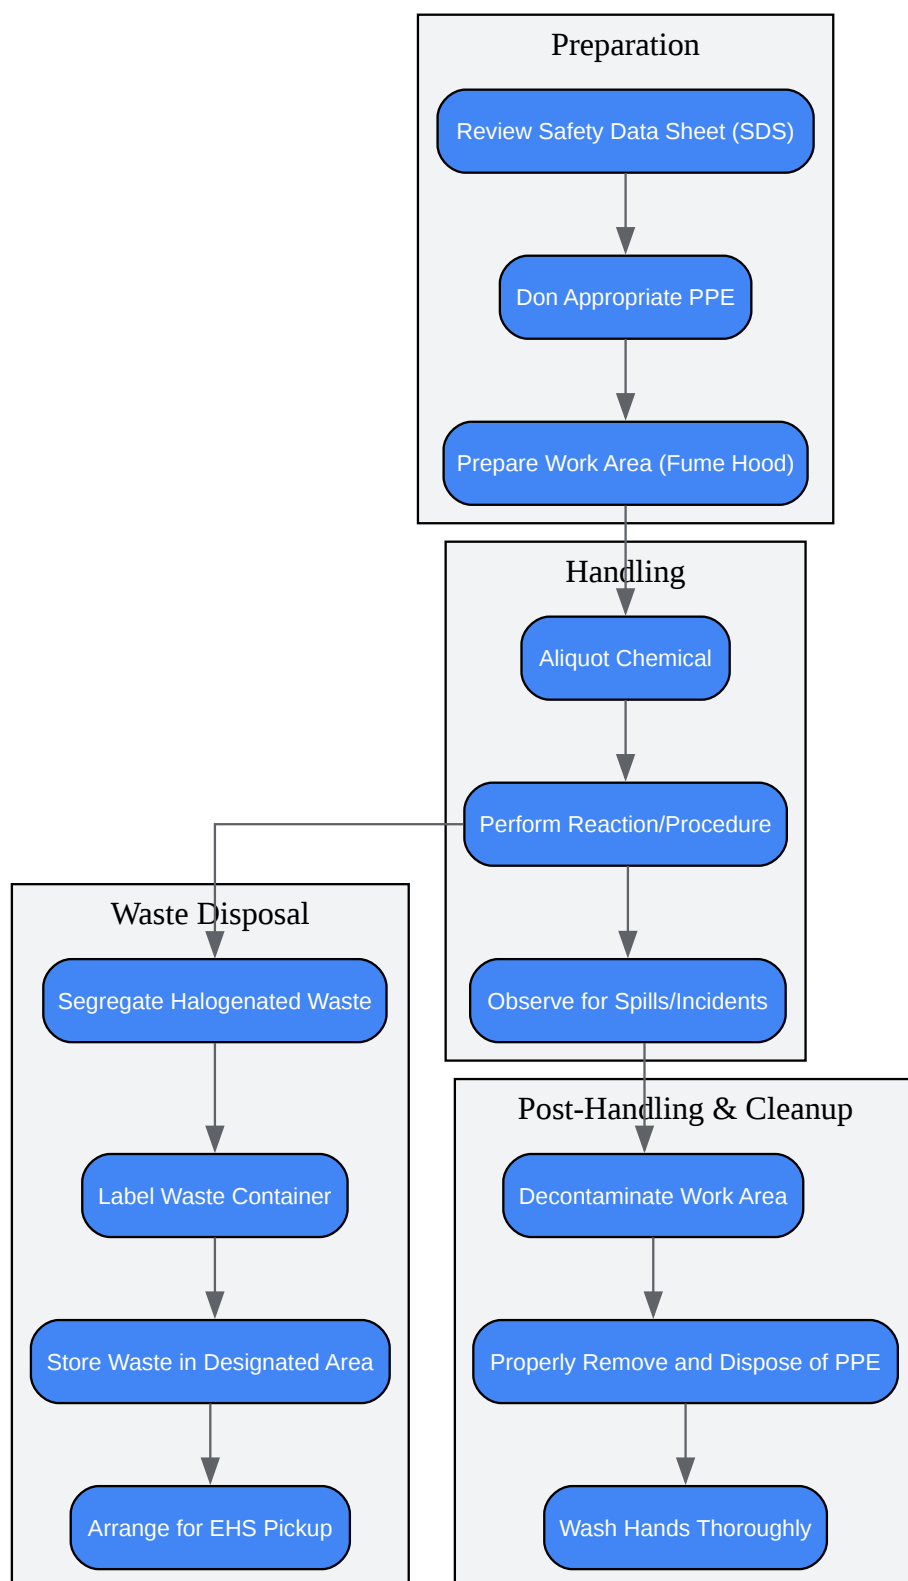 Preparation
Review Safety Data Sheet (SDS)
Don Appropriate PPE
Prepare Work Area (Fume Hood)
Handling
Aliquot Chemical
Perform Reaction/Procedure
Observe for Spills/Incidents
Waste Disposal
Segregate Halogenated Waste
Label Waste Container
Store Waste in Designated Area
Arrange for EHS Pickup
Post-Handling & Cleanup
Decontaminate Work Area
Properly Remove and Dispose of PPE
Wash Hands Thoroughly